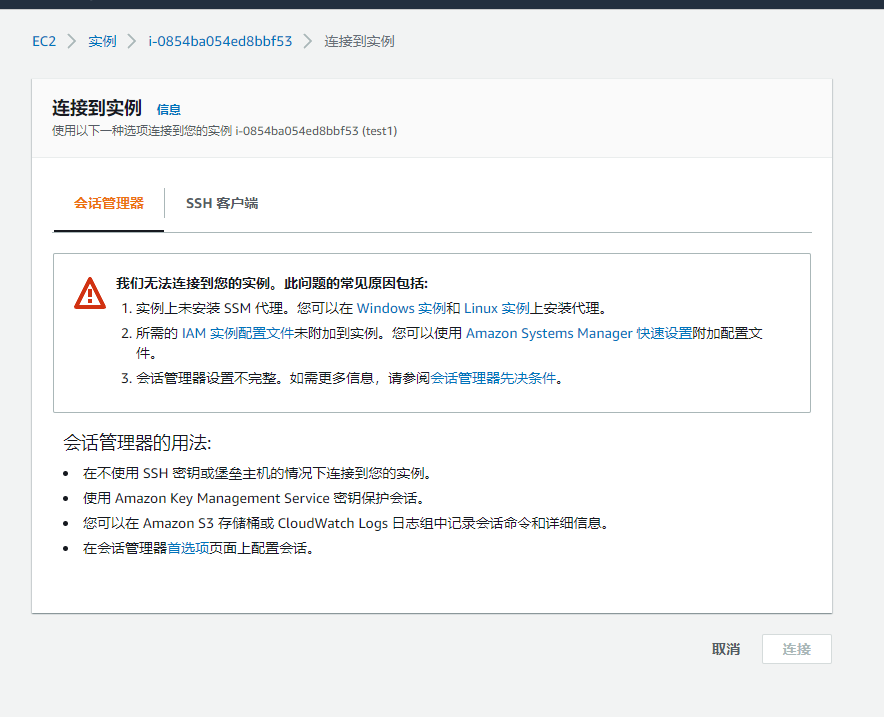 EC2 > 实例 > i-0854ba054ed8bbf53 > 连接到实例
连接到实例 信息
使用以下一种选项连接到您的实例 i-0854ba054ed8bbf53 (test1)
会话管理器 SSH 客户端
我们无法连接到您的实例。此问题的常见原因包括:
1. 实例上未安装 SSM 代理。您可以在 Windows 实例和 Linux 实例上安装代理。
2. 所需的 IAM 实例配置文件未附加到实例。您可以使用 Amazon Systems Manager 快速设置附加配置文
件。
3. 会话管理器设置不完整。如需更多信息，请参阅会话管理器先决条件。
会话管理器的用法:
• 在不使用 SSH 密钥或堡垒主机的情况下连接到您的实例。
• 使用 Amazon Key Management Service 密钥保护会话。
• 您可以在 Amazon S3 存储桶或 CloudWatch Logs 日志组中记录会话命令和详细信息。
• 在会话管理器首选项页面上配置会话。
取消 连接